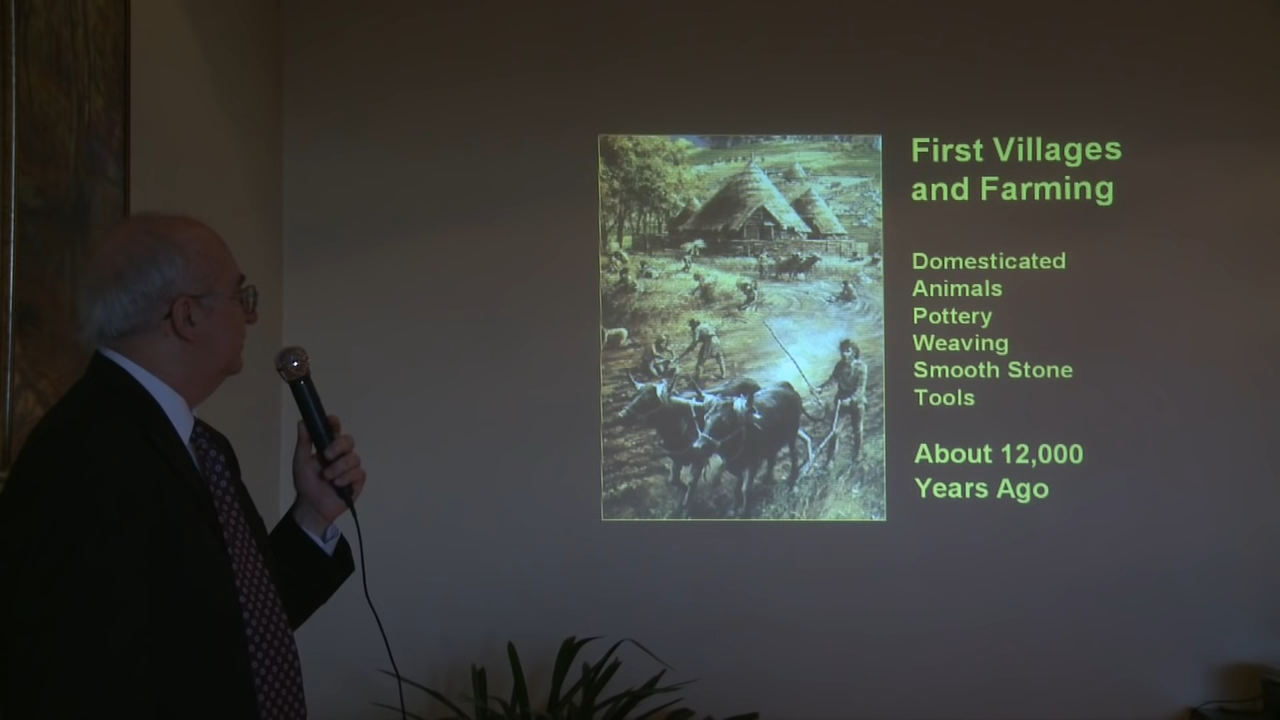 First Villages
and Farming
Domesticated
Animals
Pottery
Weaving
Smooth Stone
Tools
About 12,000
Years Ago